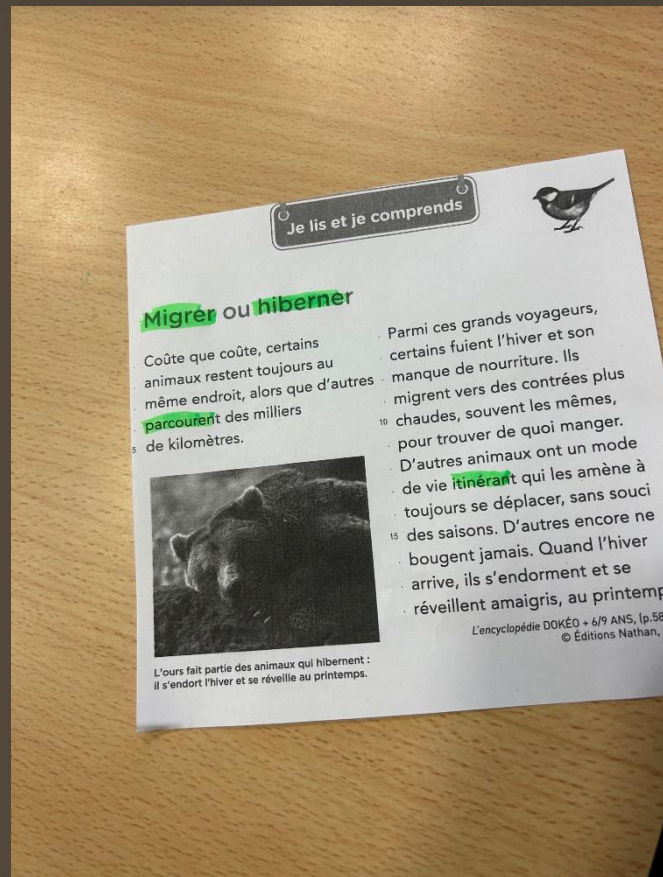 Je lis et je comprends
Migrer ou hiberner
Coûte que coûte, certains
animaux restent toujours au
même endroit, alors que d'autres
parcourent des milliers
5 de kilomètres.
L'ours fait partie des animaux qui hibernent :
il s'endort l'hiver et se réveille au printemps.
Parmi ces grands voyageurs,
certains fuient l'hiver et son
manque de nourriture. Ils
migrent vers des contrées plus
10 chaudes, souvent les mêmes,
pour trouver de quoi manger.
D'autres animaux ont un mode
de vie itinérant qui les amène à
toujours se déplacer, sans souci
15 des saisons. D'autres encore ne
bougent jamais. Quand l'hiver
arrive, ils s'endorment et se
réveillent amaigris, au printemp
L'encyclopédie DOKÉO + 6/9 ANS, (p.58
© Éditions Nathan,